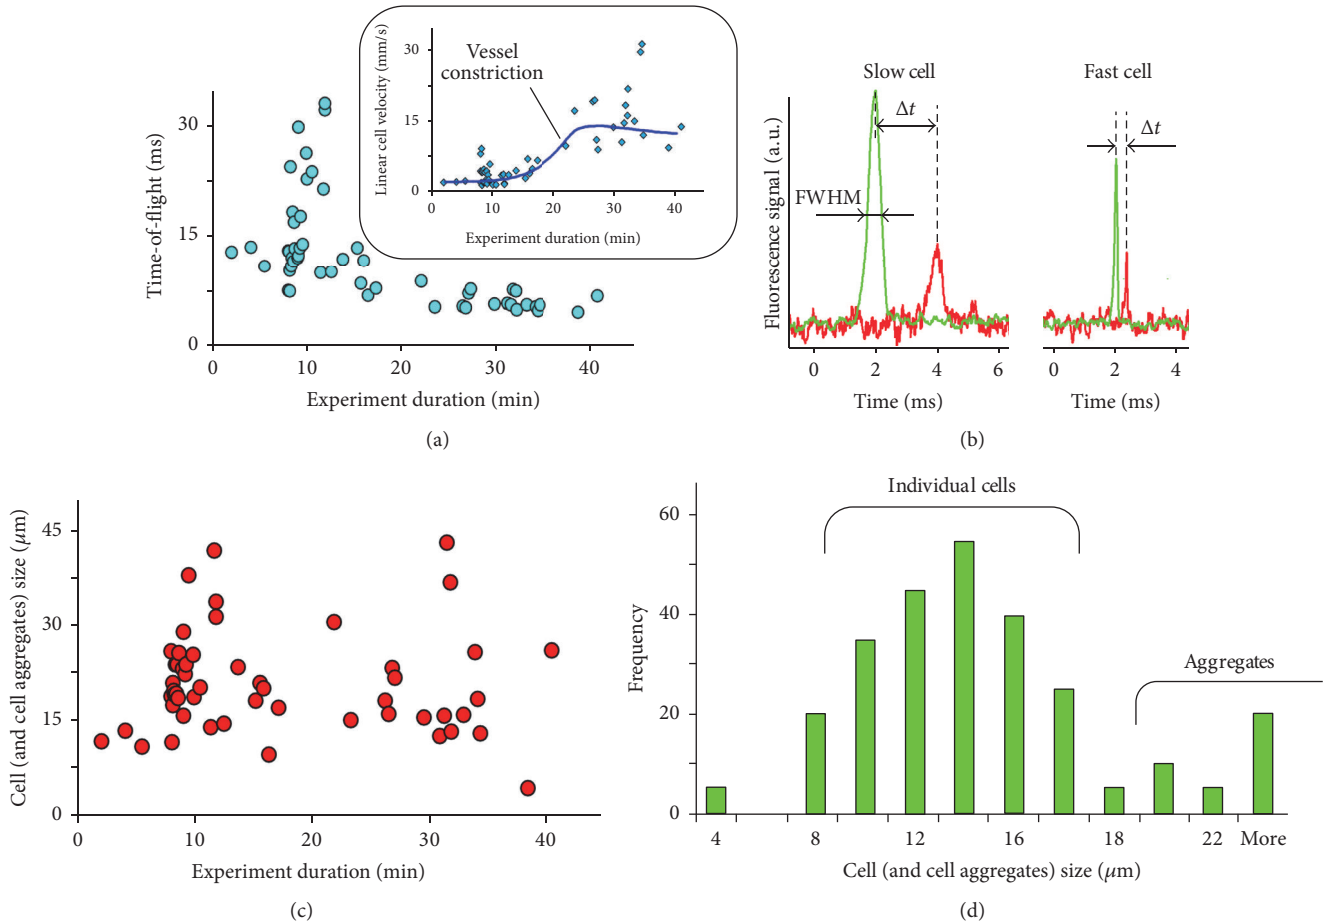 Linear cell velocity (mm/s)
30
15
0
Vessel
constriction
0
10
20
30
40
Experiment duration (min)
Time-of-flight (ms)
30
15
0
0
10
20
30
40
Experiment duration (min)
(a)
Slow cell
Fast cell
Δt
Δt
FWHM
Fluorescence signal (a.u.)
0
2
4
6
0
2
4
Time (ms)
Time (ms)
(b)
Cell (and cell aggregates) size (μm)
45
30
15
0
0
10
20
30
40
Experiment duration (min)
(c)
Individual cells
Aggregates
Frequency
60
40
20
0
4
8
12
16
18
22
More
Cell (and cell aggregates) size (μm)
(d)